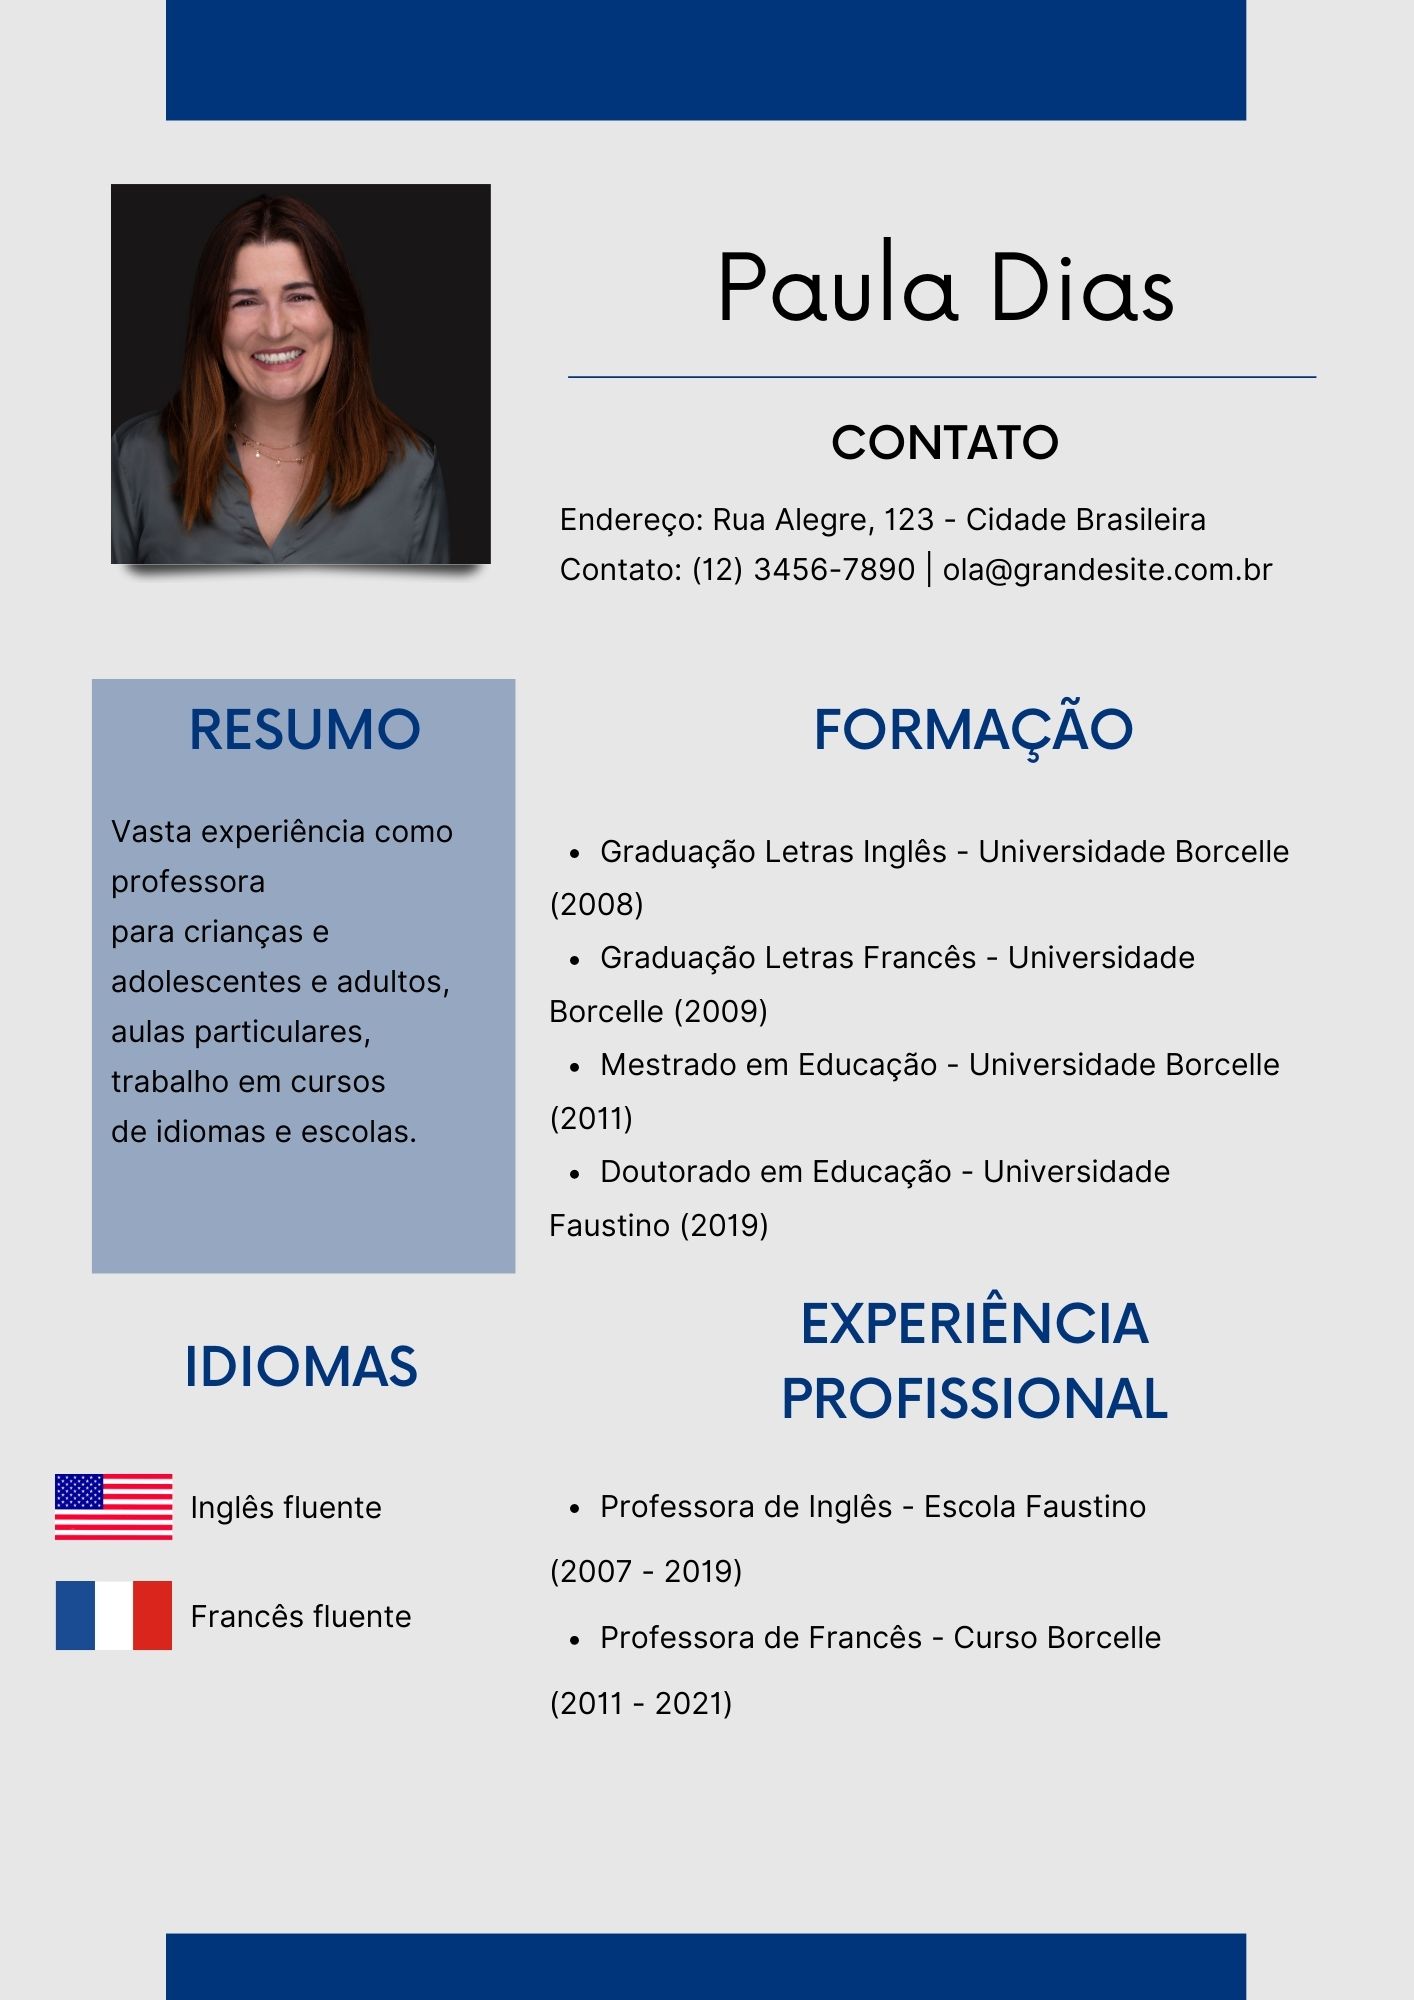 Paula Dias
CONTATO
Endereço: Rua Alegre, 123 - Cidade Brasileira
Contato: (12) 3456-7890 | ola@grandesite.com.br
RESUMO
Vasta experiência como
professora
para crianças e
adolescentes e adultos,
aulas particulares,
trabalho em cursos
de idiomas e escolas.
FORMAÇÃO
• Graduação Letras Inglês - Universidade Borcelle
(2008)
• Graduação Letras Francês - Universidade
Borcelle (2009)
• Mestrado em Educação - Universidade Borcelle
(2011)
• Doutorado em Educação - Universidade
Faustino (2019)
IDIOMAS
Inglês fluente
Francês fluente
EXPERIÊNCIA
PROFISSIONAL
• Professora de Inglês - Escola Faustino
(2007 - 2019)
• Professora de Francês - Curso Borcelle
(2011 - 2021)